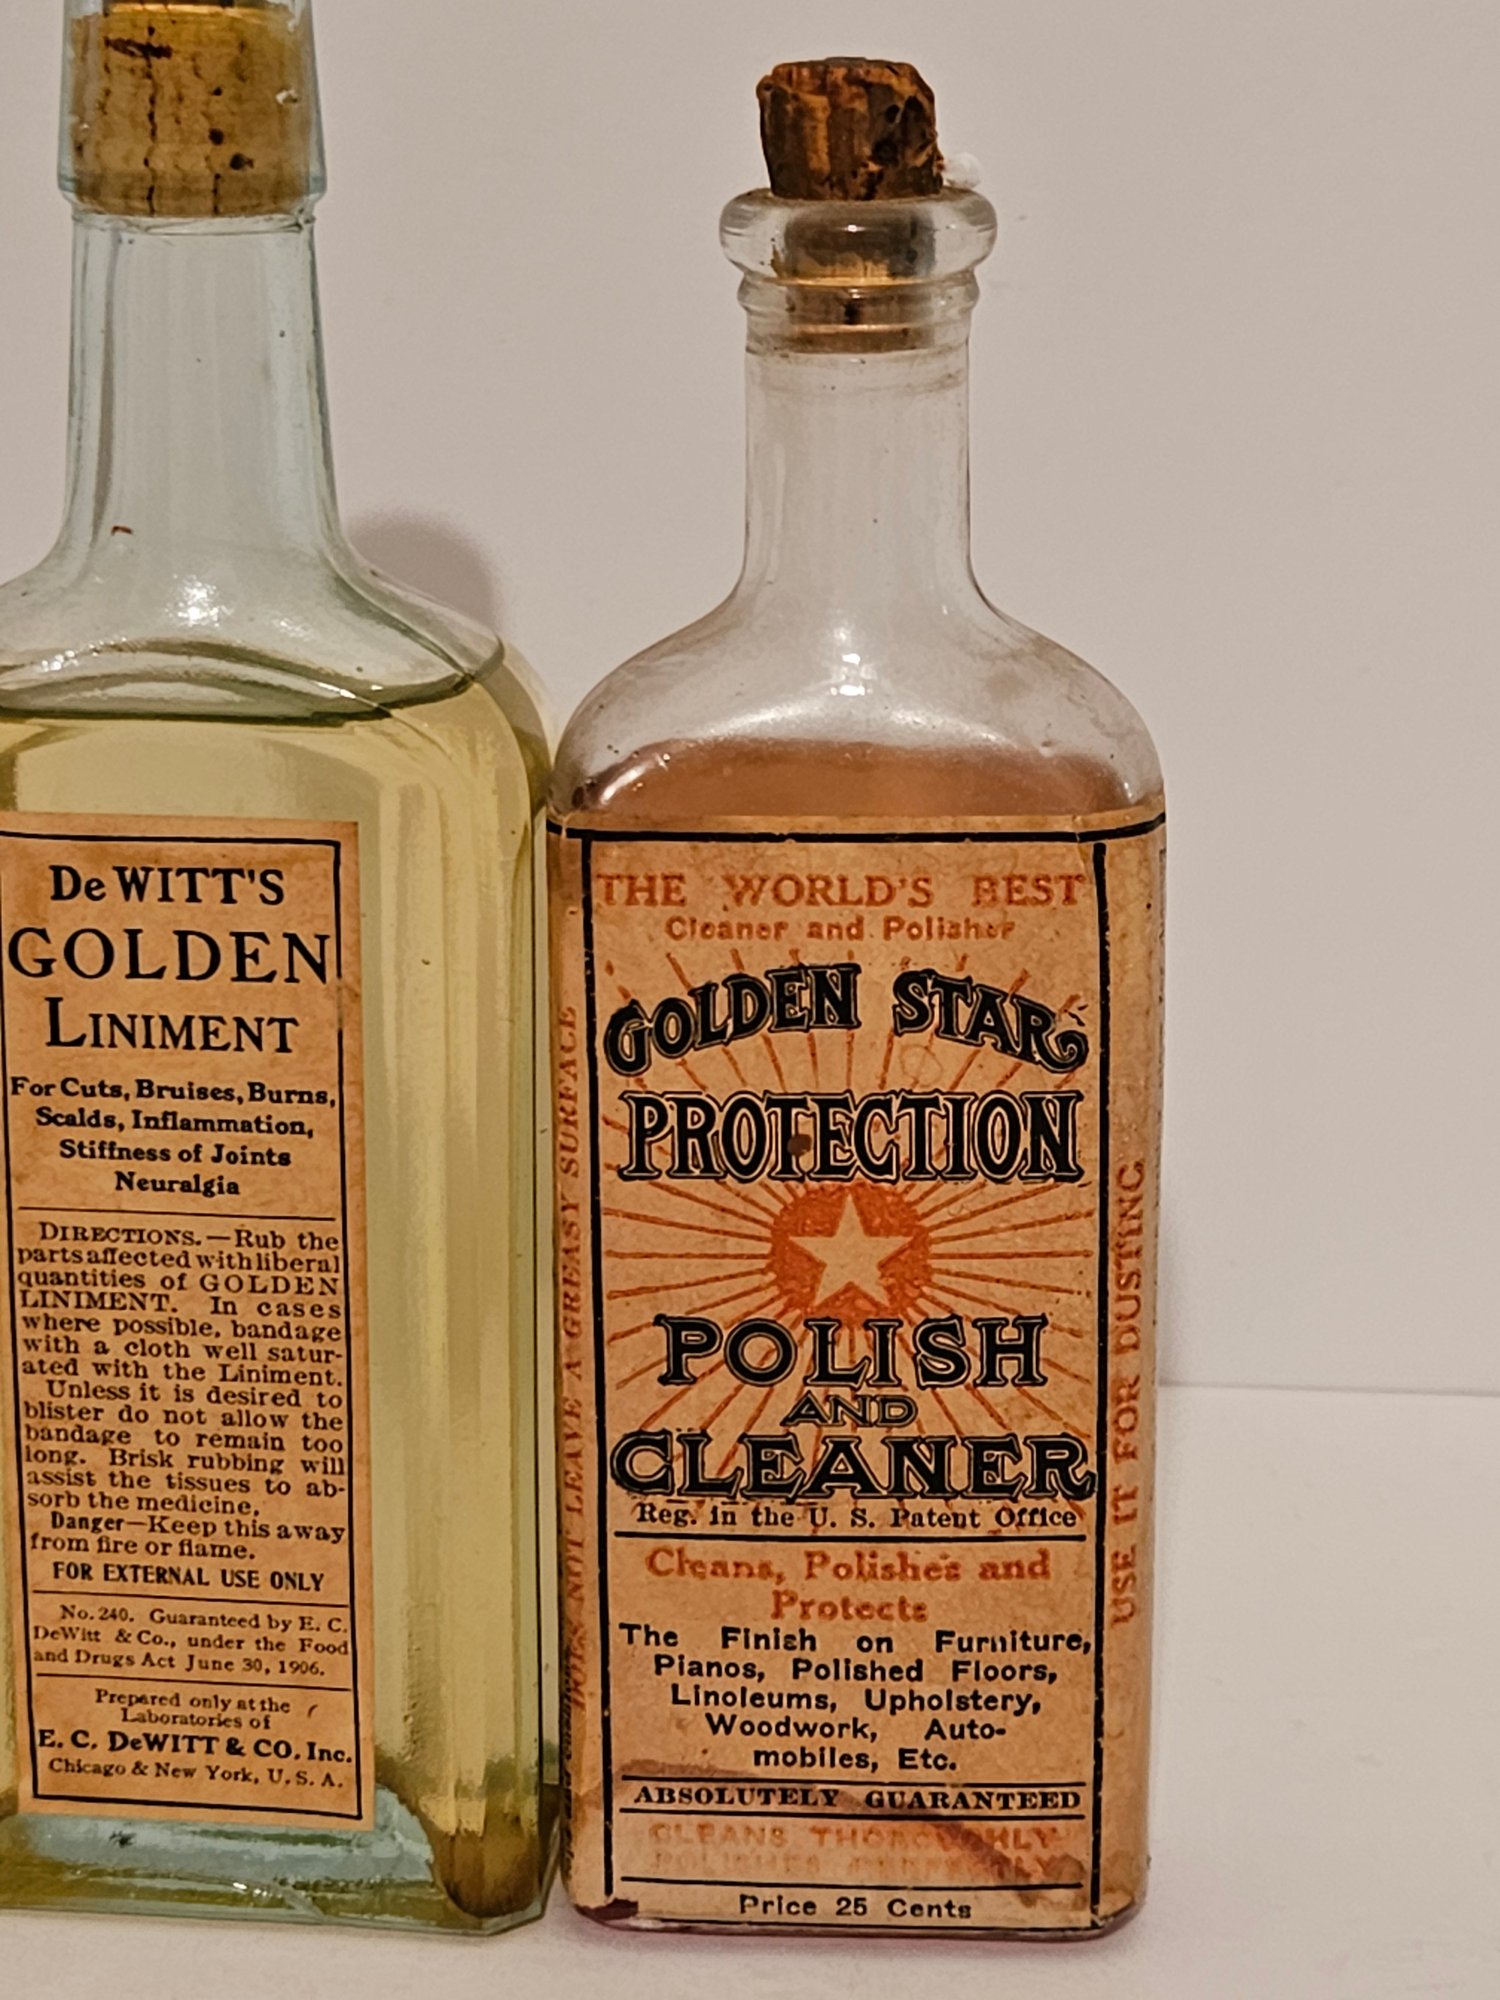 DeWITT'S
GOLDEN
LINIMENT
For Cuts, Bruises, Burns,
Scalds, Inflammation,
Stiffness of Joints
Neuralgia
DIRECTIONS.—Rub the
parts affected with liberal
quantities of GOLDEN
LINIMENT. In cases
where possible, bandage
with a cloth well satur-
ated with the Liniment.
Unless it is desired to
blister do not allow the
bandage to remain too
long. Brisk rubbing will
assist the tissues to ab-
sorb the medicine.
Danger—Keep this away
from fire or flame.
FOR EXTERNAL USE ONLY
No. 240. Guaranteed by E. C.
DeWitt & Co., under the Food
and Drugs Act June 30, 1906.
Prepared only at the
Laboratories of
E. C. DeWITT & CO. Inc.
Chicago & New York, U. S. A.
DOES NOT LEAVE A GREASY SURFACE
THE WORLD'S BEST
Cleaner and Polisher
GOLDEN STAR
PROTECTION
POLISH
AND
CLEANER
Reg. in the U. S. Patent Office
Cleans, Polishes and
Protects
The Finish on Furniture,
Pianos, Polished Floors,
Linoleums, Upholstery,
Woodwork, Auto-
mobiles, Etc.
ABSOLUTELY GUARANTEED
CLEANS THOROUGHLY
POLISHES PERFECTLY
Price 25 Cents
USE IT FOR DUSTING